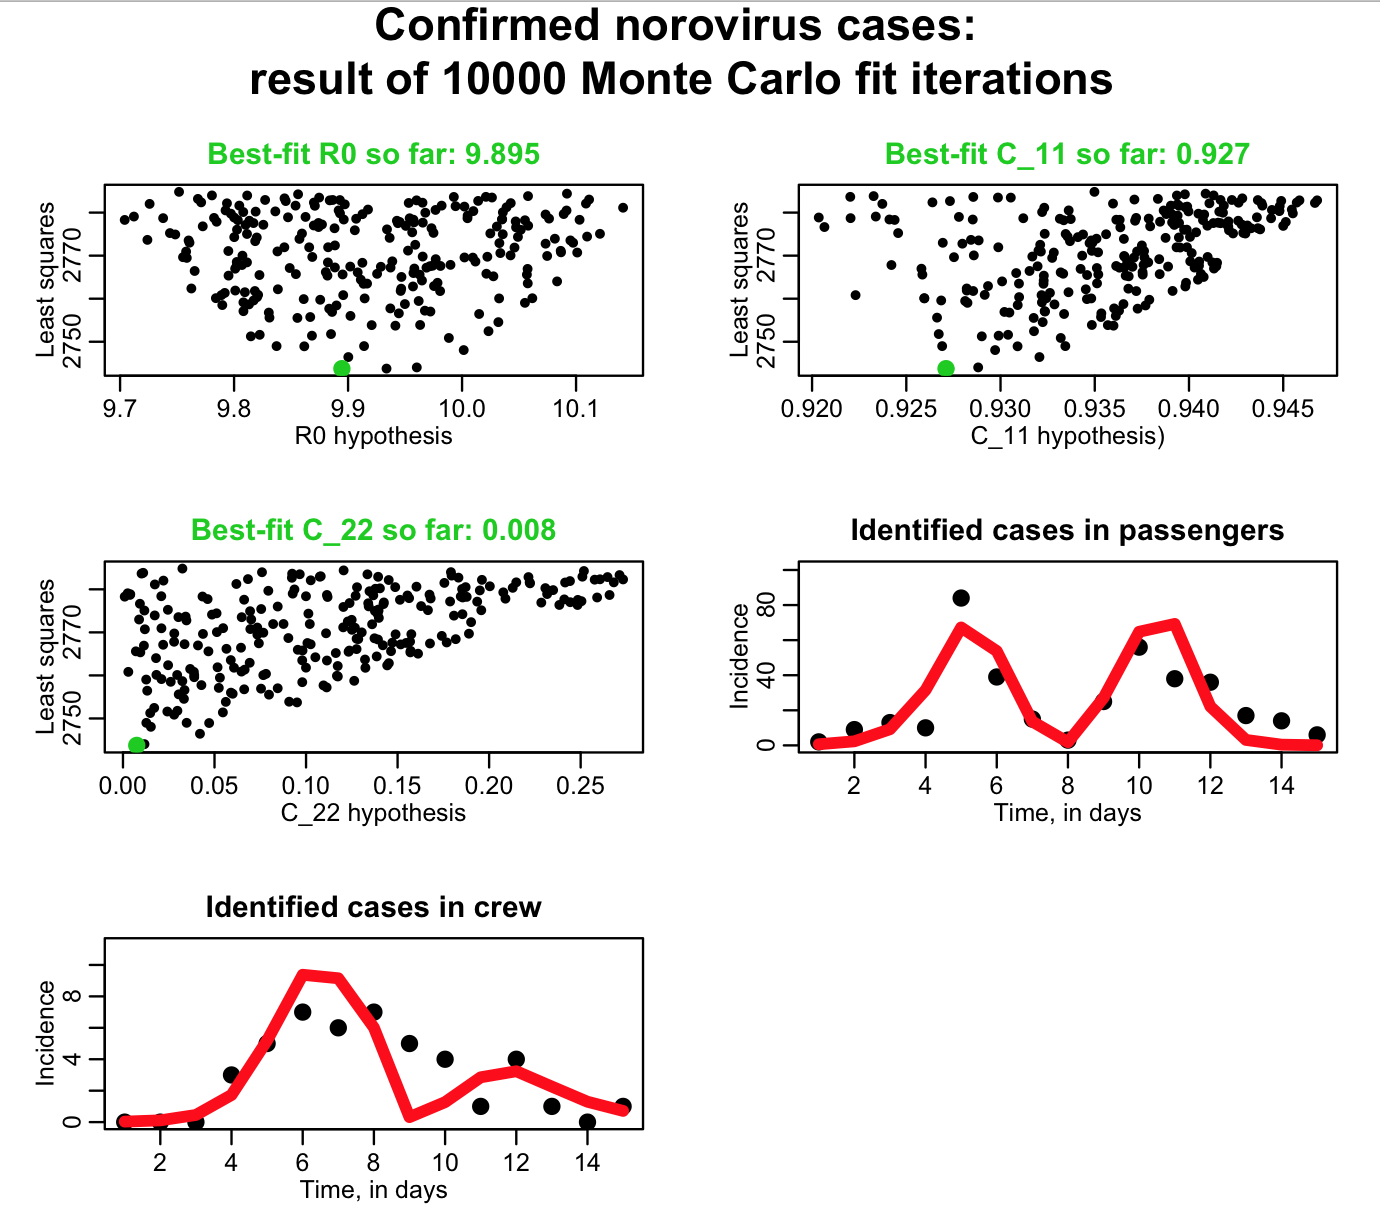 Confirmed norovirus cases:
result of 10000 Monte Carlo fit iterations
Best-fit R0 so far: 9.895
Least squares
2750 2770
9.7 9.8 9.9 10.0 10.1
R0 hypothesis
Best-fit C_11 so far: 0.927
Least squares
2750 2770
0.920 0.925 0.930 0.935 0.940 0.945
C_11 hypothesis)
Best-fit C_22 so far: 0.008
Least squares
2750 2770
0.00 0.05 0.10 0.15 0.20 0.25
C_22 hypothesis
Identified cases in passengers
Incidence
0 40 80
2 4 6 8 10 12 14
Time, in days
Identified cases in crew
Incidence
0 4 8
2 4 6 8 10 12 14
Time, in days